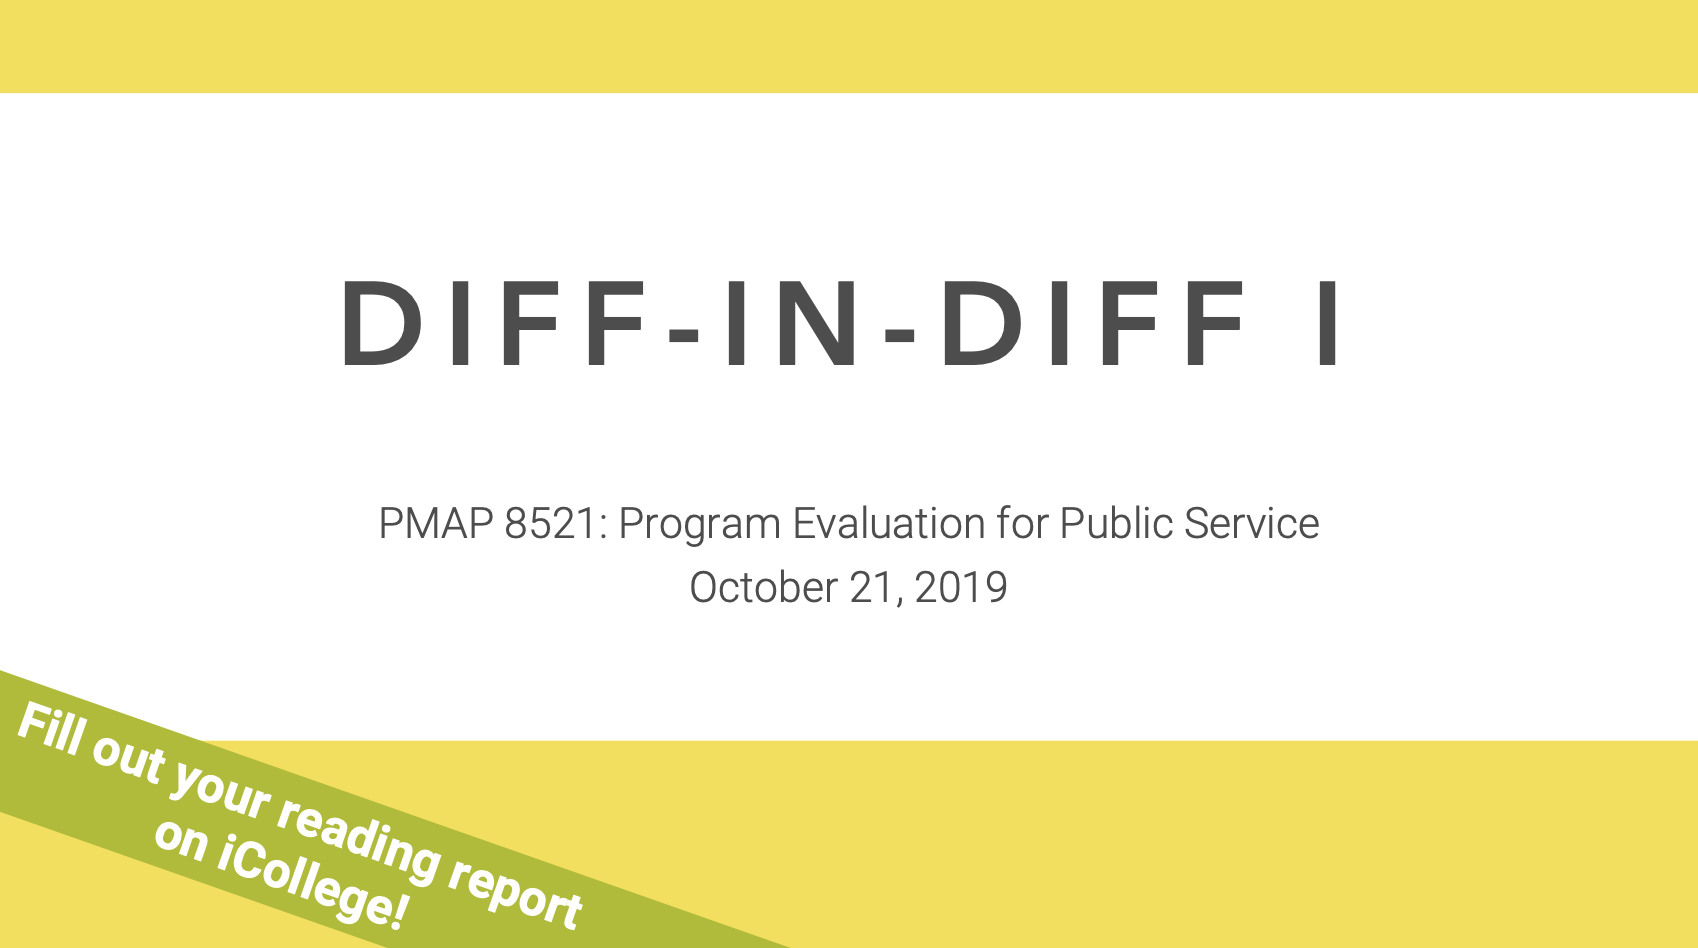 DIFF-IN-DIFF I
PMAP 8521: Program Evaluation for Public Service
October 21, 2019
Fill out your reading report
on iCollege!